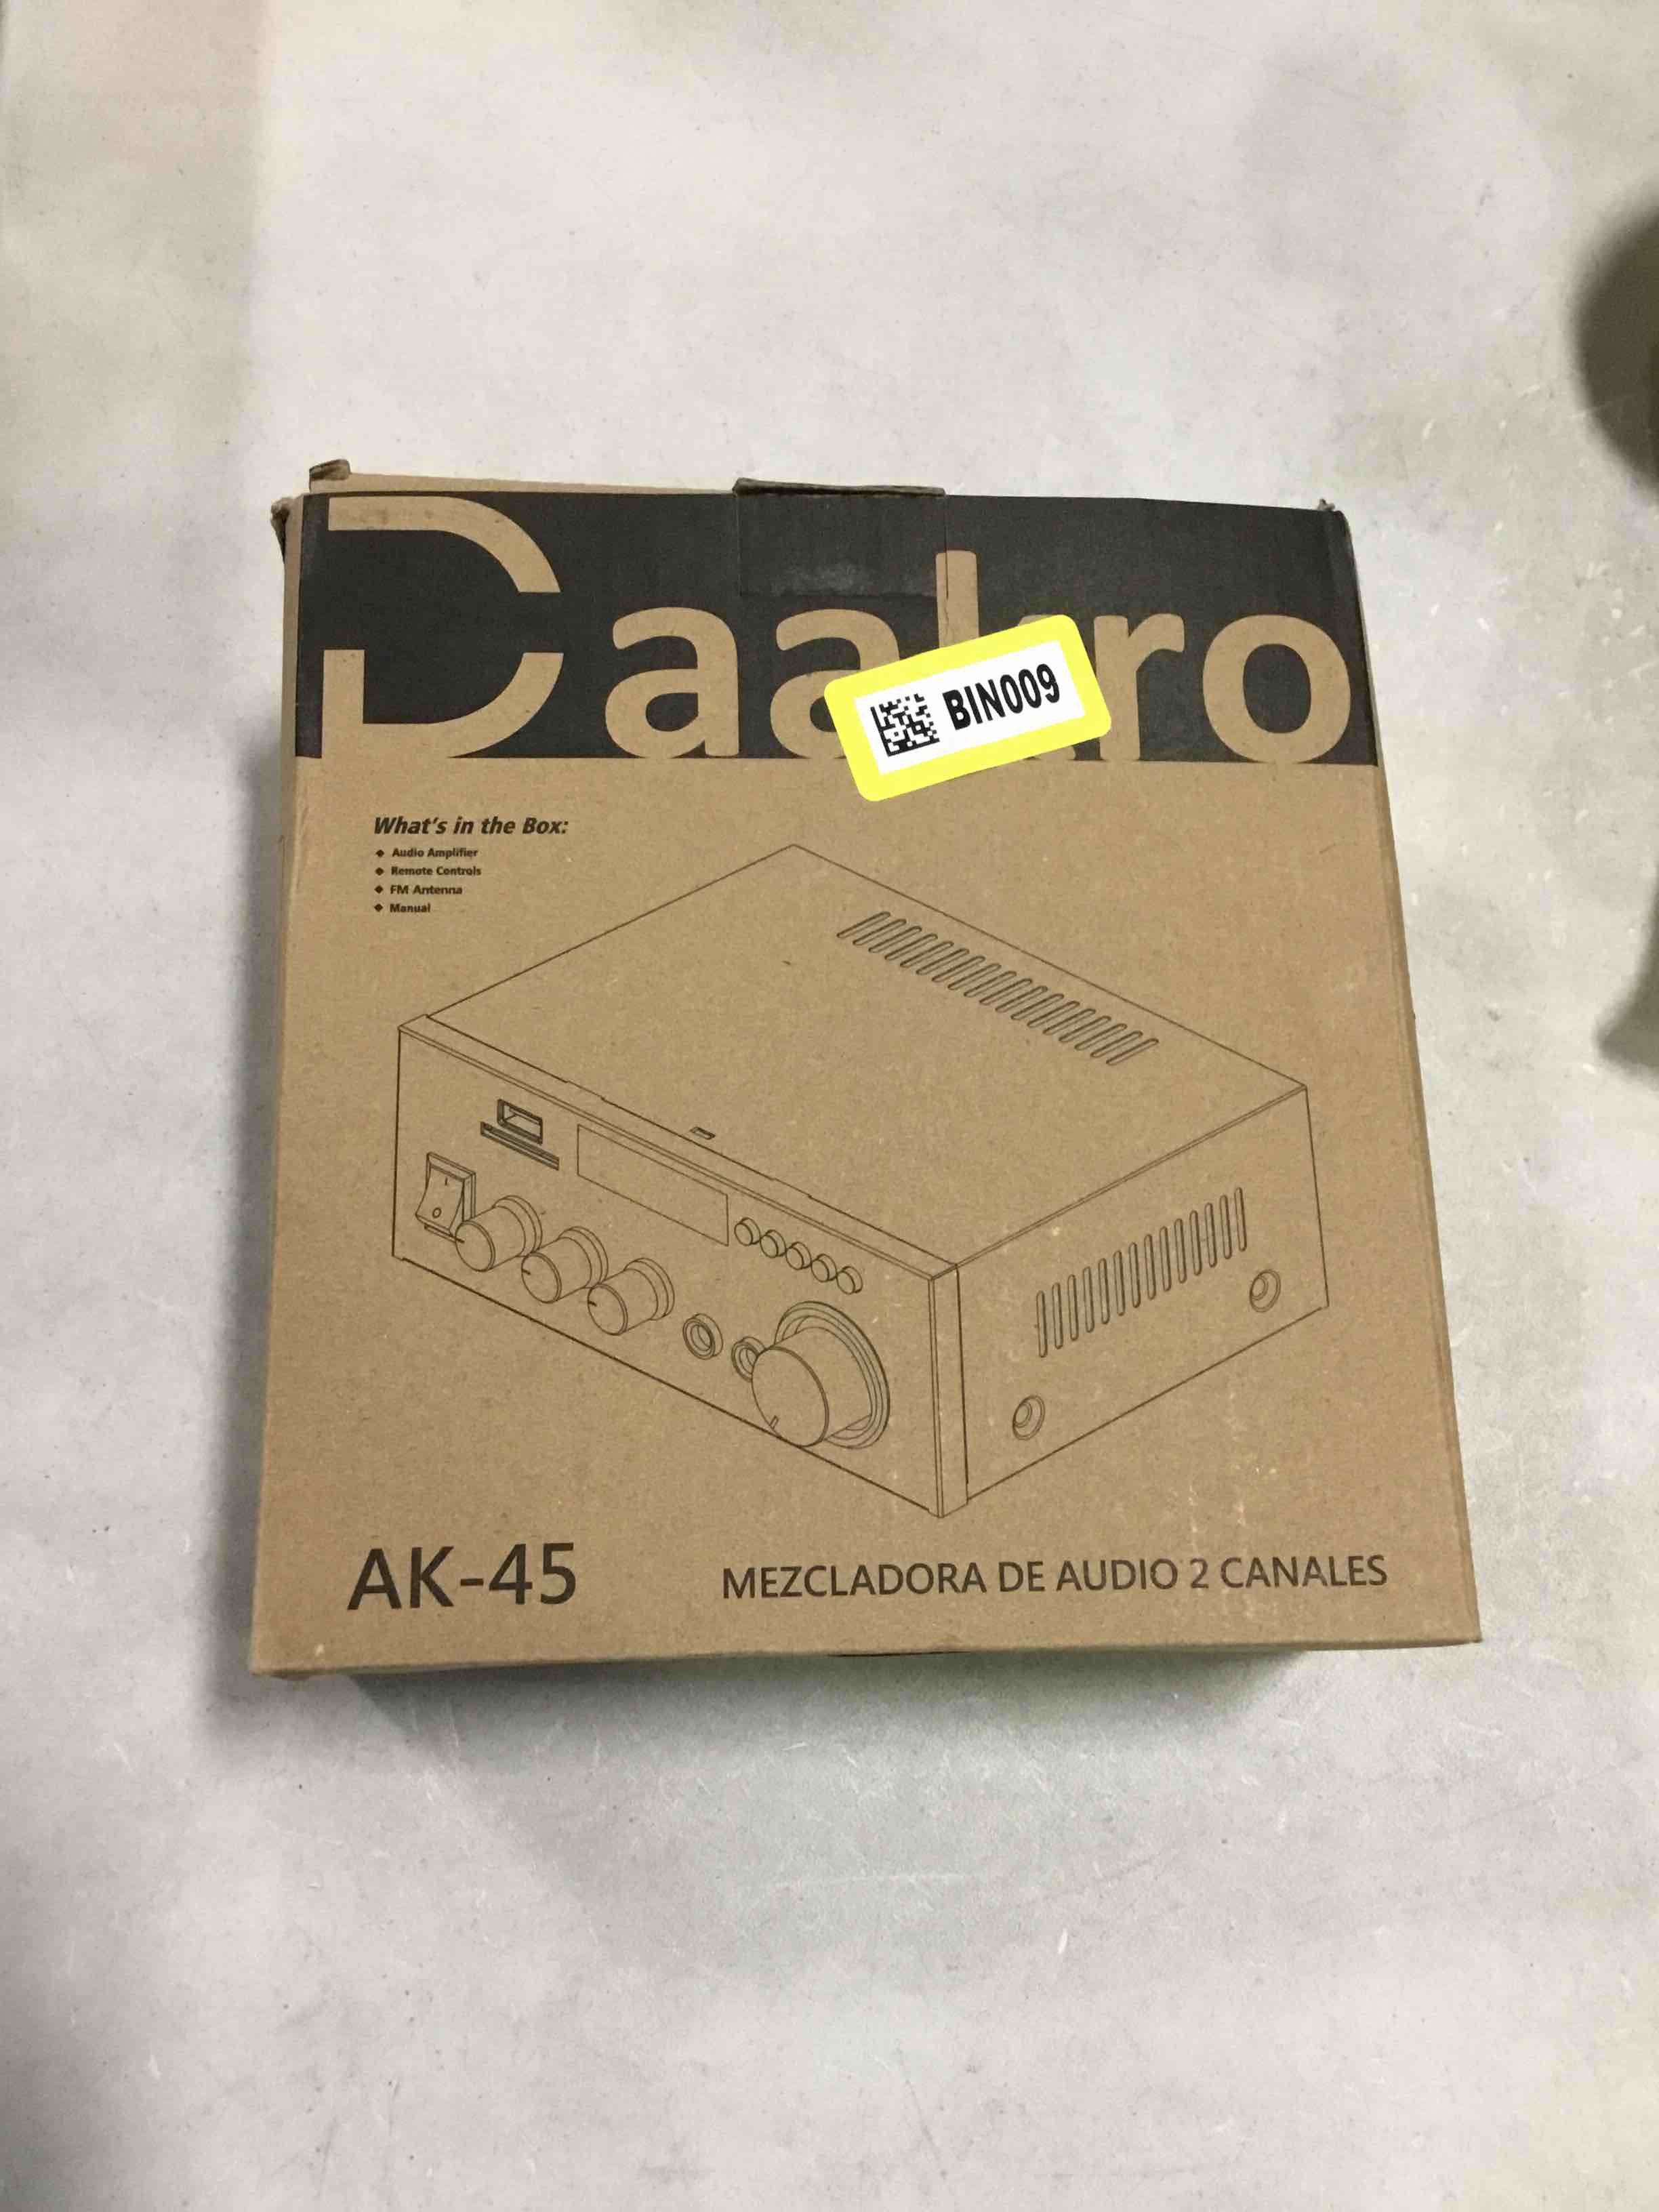 Daakro
BIN009
What's in the Box:
Audio Amplifier
Remote Controls
FM Antenna
Manual
AK-45
MEZCLADORA DE AUDIO 2 CANALES